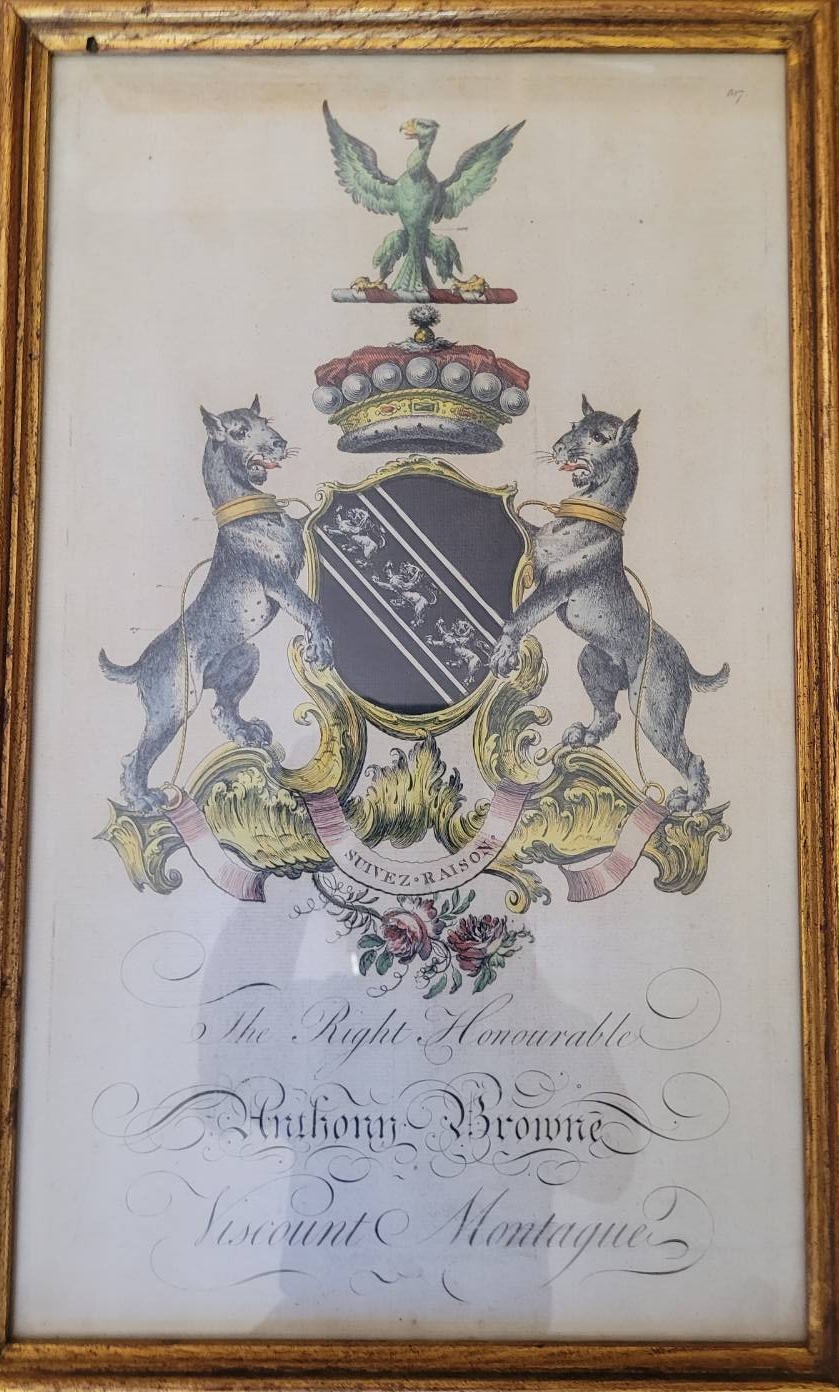 SUIVEZ·RAISON
The Right Honourable
Anthony Browne
Viscount Montague